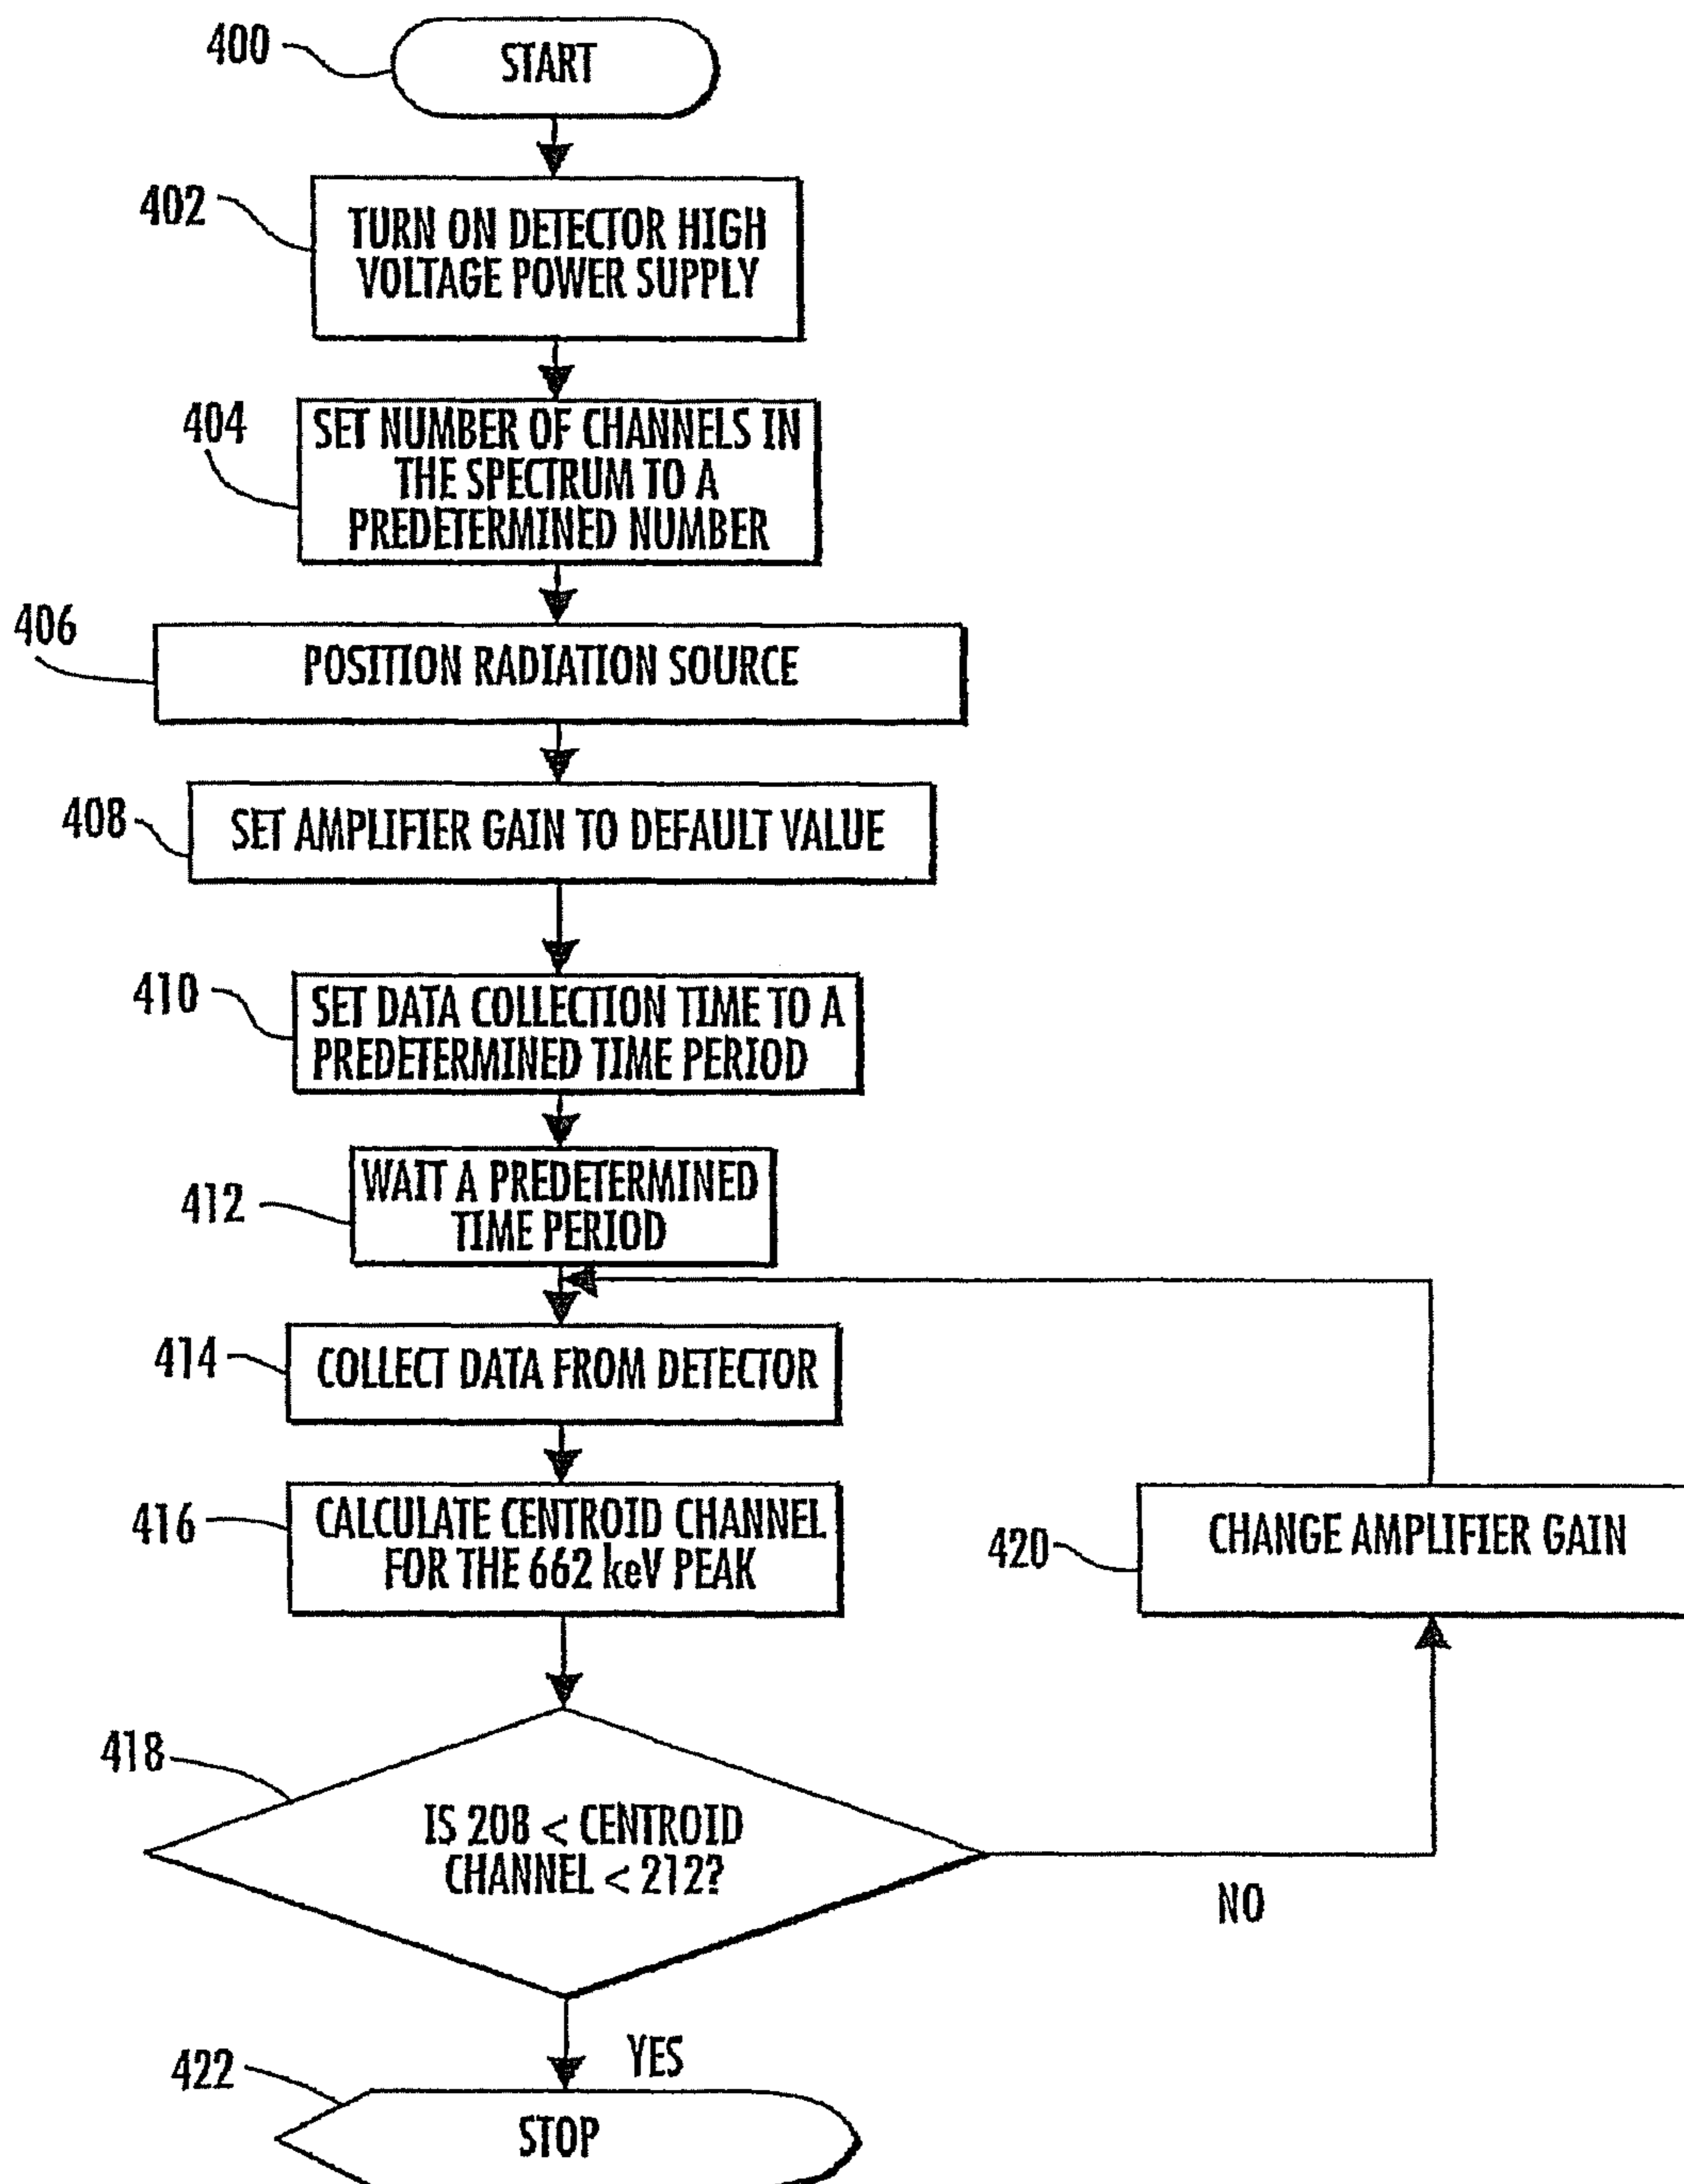 400
START
402
TURN ON DETECTOR HIGH
VOLTAGE POWER SUPPLY
404
SET NUMBER OF CHANNELS IN
THE SPECTRUM TO A
PREDETERMINED NUMBER
406
POSITION RADIATION SOURCE
408
SET AMPLIFIER GAIN TO DEFAULT VALUE
410
SET DATA COLLECTION TIME TO A
PREDETERMINED TIME PERIOD
412
WAIT A PREDETERMINED
TIME PERIOD
414
COLLECT DATA FROM DETECTOR
416
CALCULATE CENTROID CHANNEL
FOR THE 662 keV PEAK
420
CHANGE AMPLIFIER GAIN
418
IS 208 < CENTROID
CHANNEL < 212?
NO
YES
422
STOP